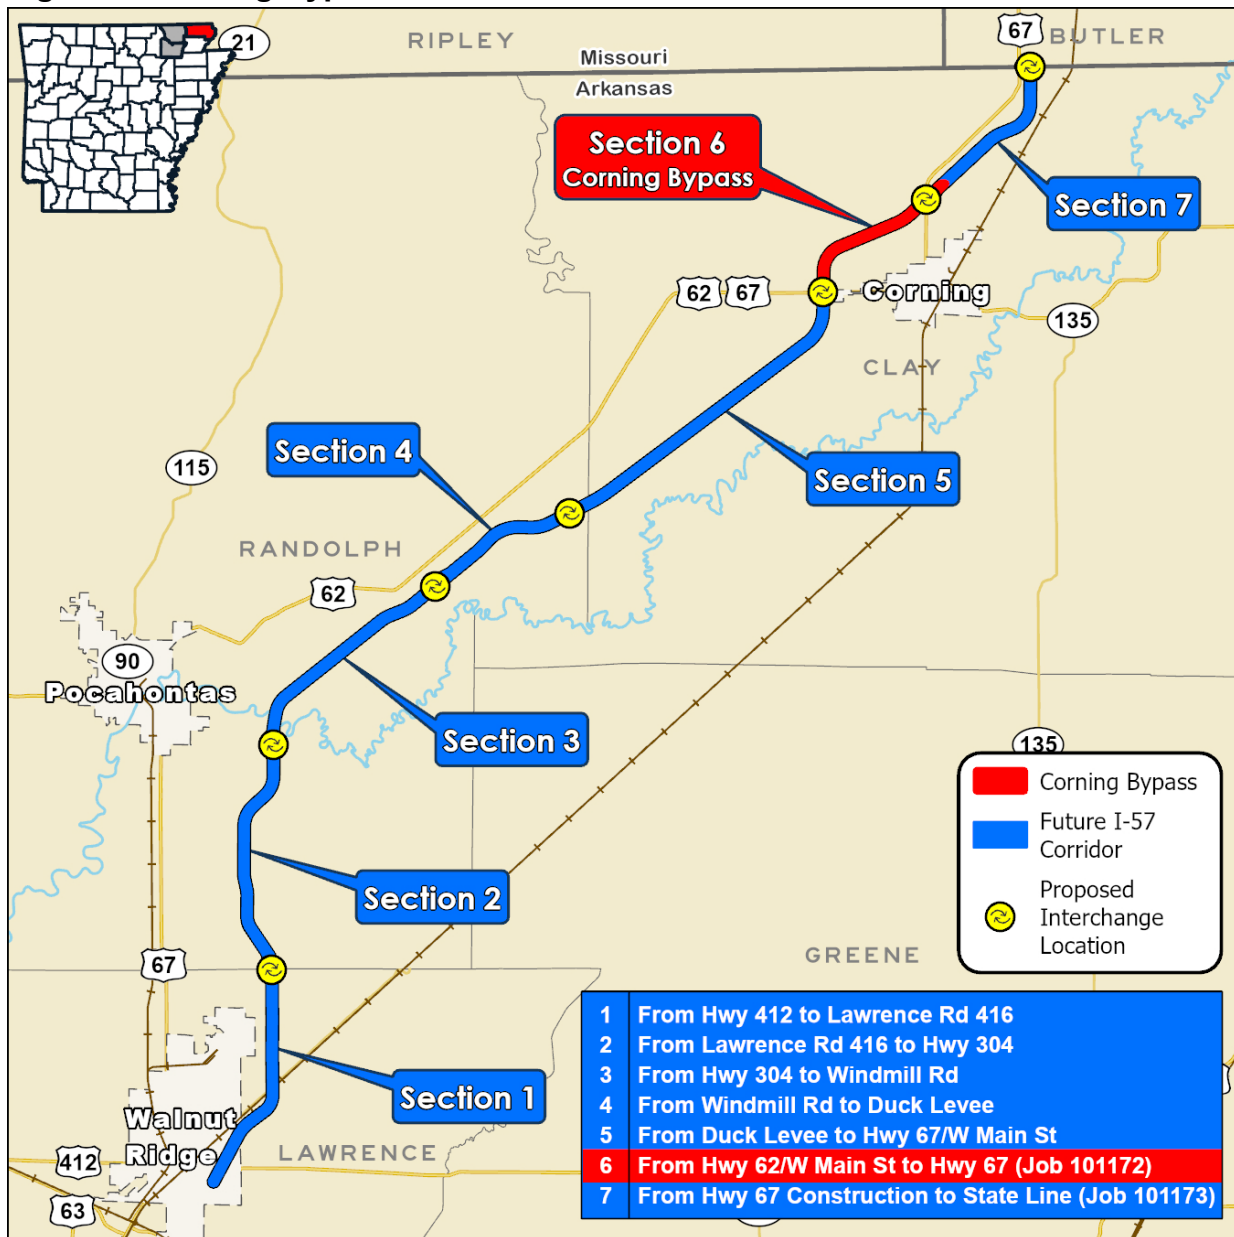 21
RIPLEY
67
BUTLER
Missouri
Arkansas
Section 6
Corning Bypass
Section 7
62
67
Corning
135
CLAY
Section 4
115
Section 5
RANDOLPH
62
90
Pocahontas
Section 3
135
Corning Bypass
Future I-57
Corridor
Proposed
Interchange
Location
Section 2
67
GREENE
1 From Hwy 412 to Lawrence Rd 416
2 From Lawrence Rd 416 to Hwy 304
3 From Hwy 304 to Windmill Rd
4 From Windmill Rd to Duck Levee
5 From Duck Levee to Hwy 67/W Main St
6 From Hwy 62/W Main St to Hwy 67 (Job 101172)
7 From Hwy 67 Construction to State Line (Job 101173)
Section 1
Walnut
Ridge
LAWRENCE
412
63